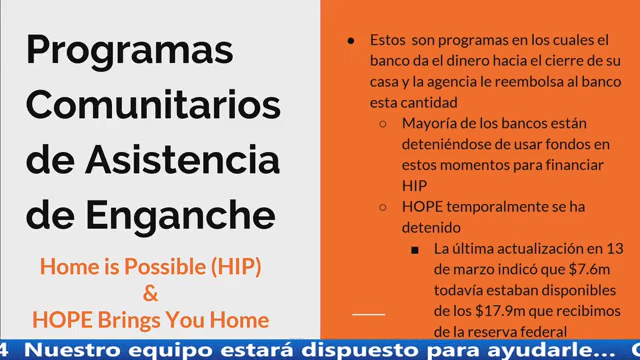 Programas
Comunitarios
de Asistencia
de Enganche
Home is Possible (HIP)
&
HOPE Brings You Home
● Estos son programas en los cuales el
banco da el dinero hacia el cierre de su
casa y la agencia le reembolsa al banco
esta cantidad
○ Mayoría de los bancos están
deteniéndose de usar fondos en
estos momentos para financiar
HIP
○ HOPE temporalmente se ha
detenido
■ La última actualización en 13
de marzo indicó que $7.6m
todavía estaban disponibles
de los $17.9m que recibimos
de la reserva federal
4 Nuestro equipo estará dispuesto para ayudarle...